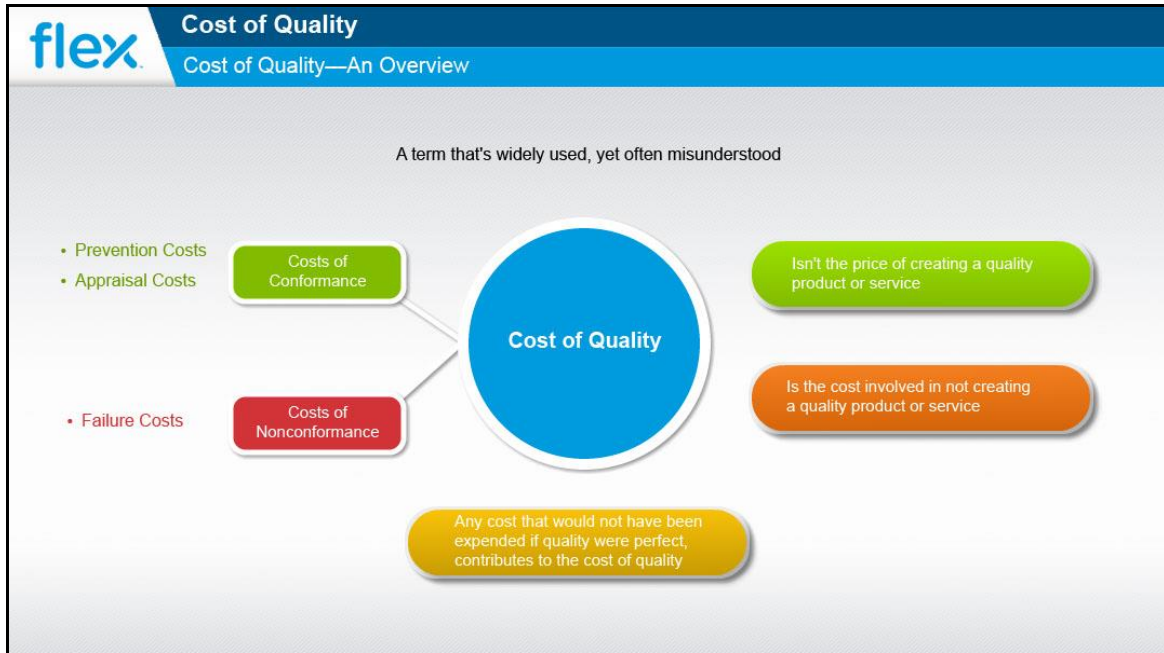 flex
Cost of Quality
Cost of Quality—An Overview
A term that's widely used, yet often misunderstood
• Prevention Costs
• Appraisal Costs
Costs of
Conformance
• Failure Costs
Costs of
Nonconformance
Cost of Quality
Isn't the price of creating a quality
product or service
Is the cost involved in not creating
a quality product or service
Any cost that would not have been
expended if quality were perfect,
contributes to the cost of quality